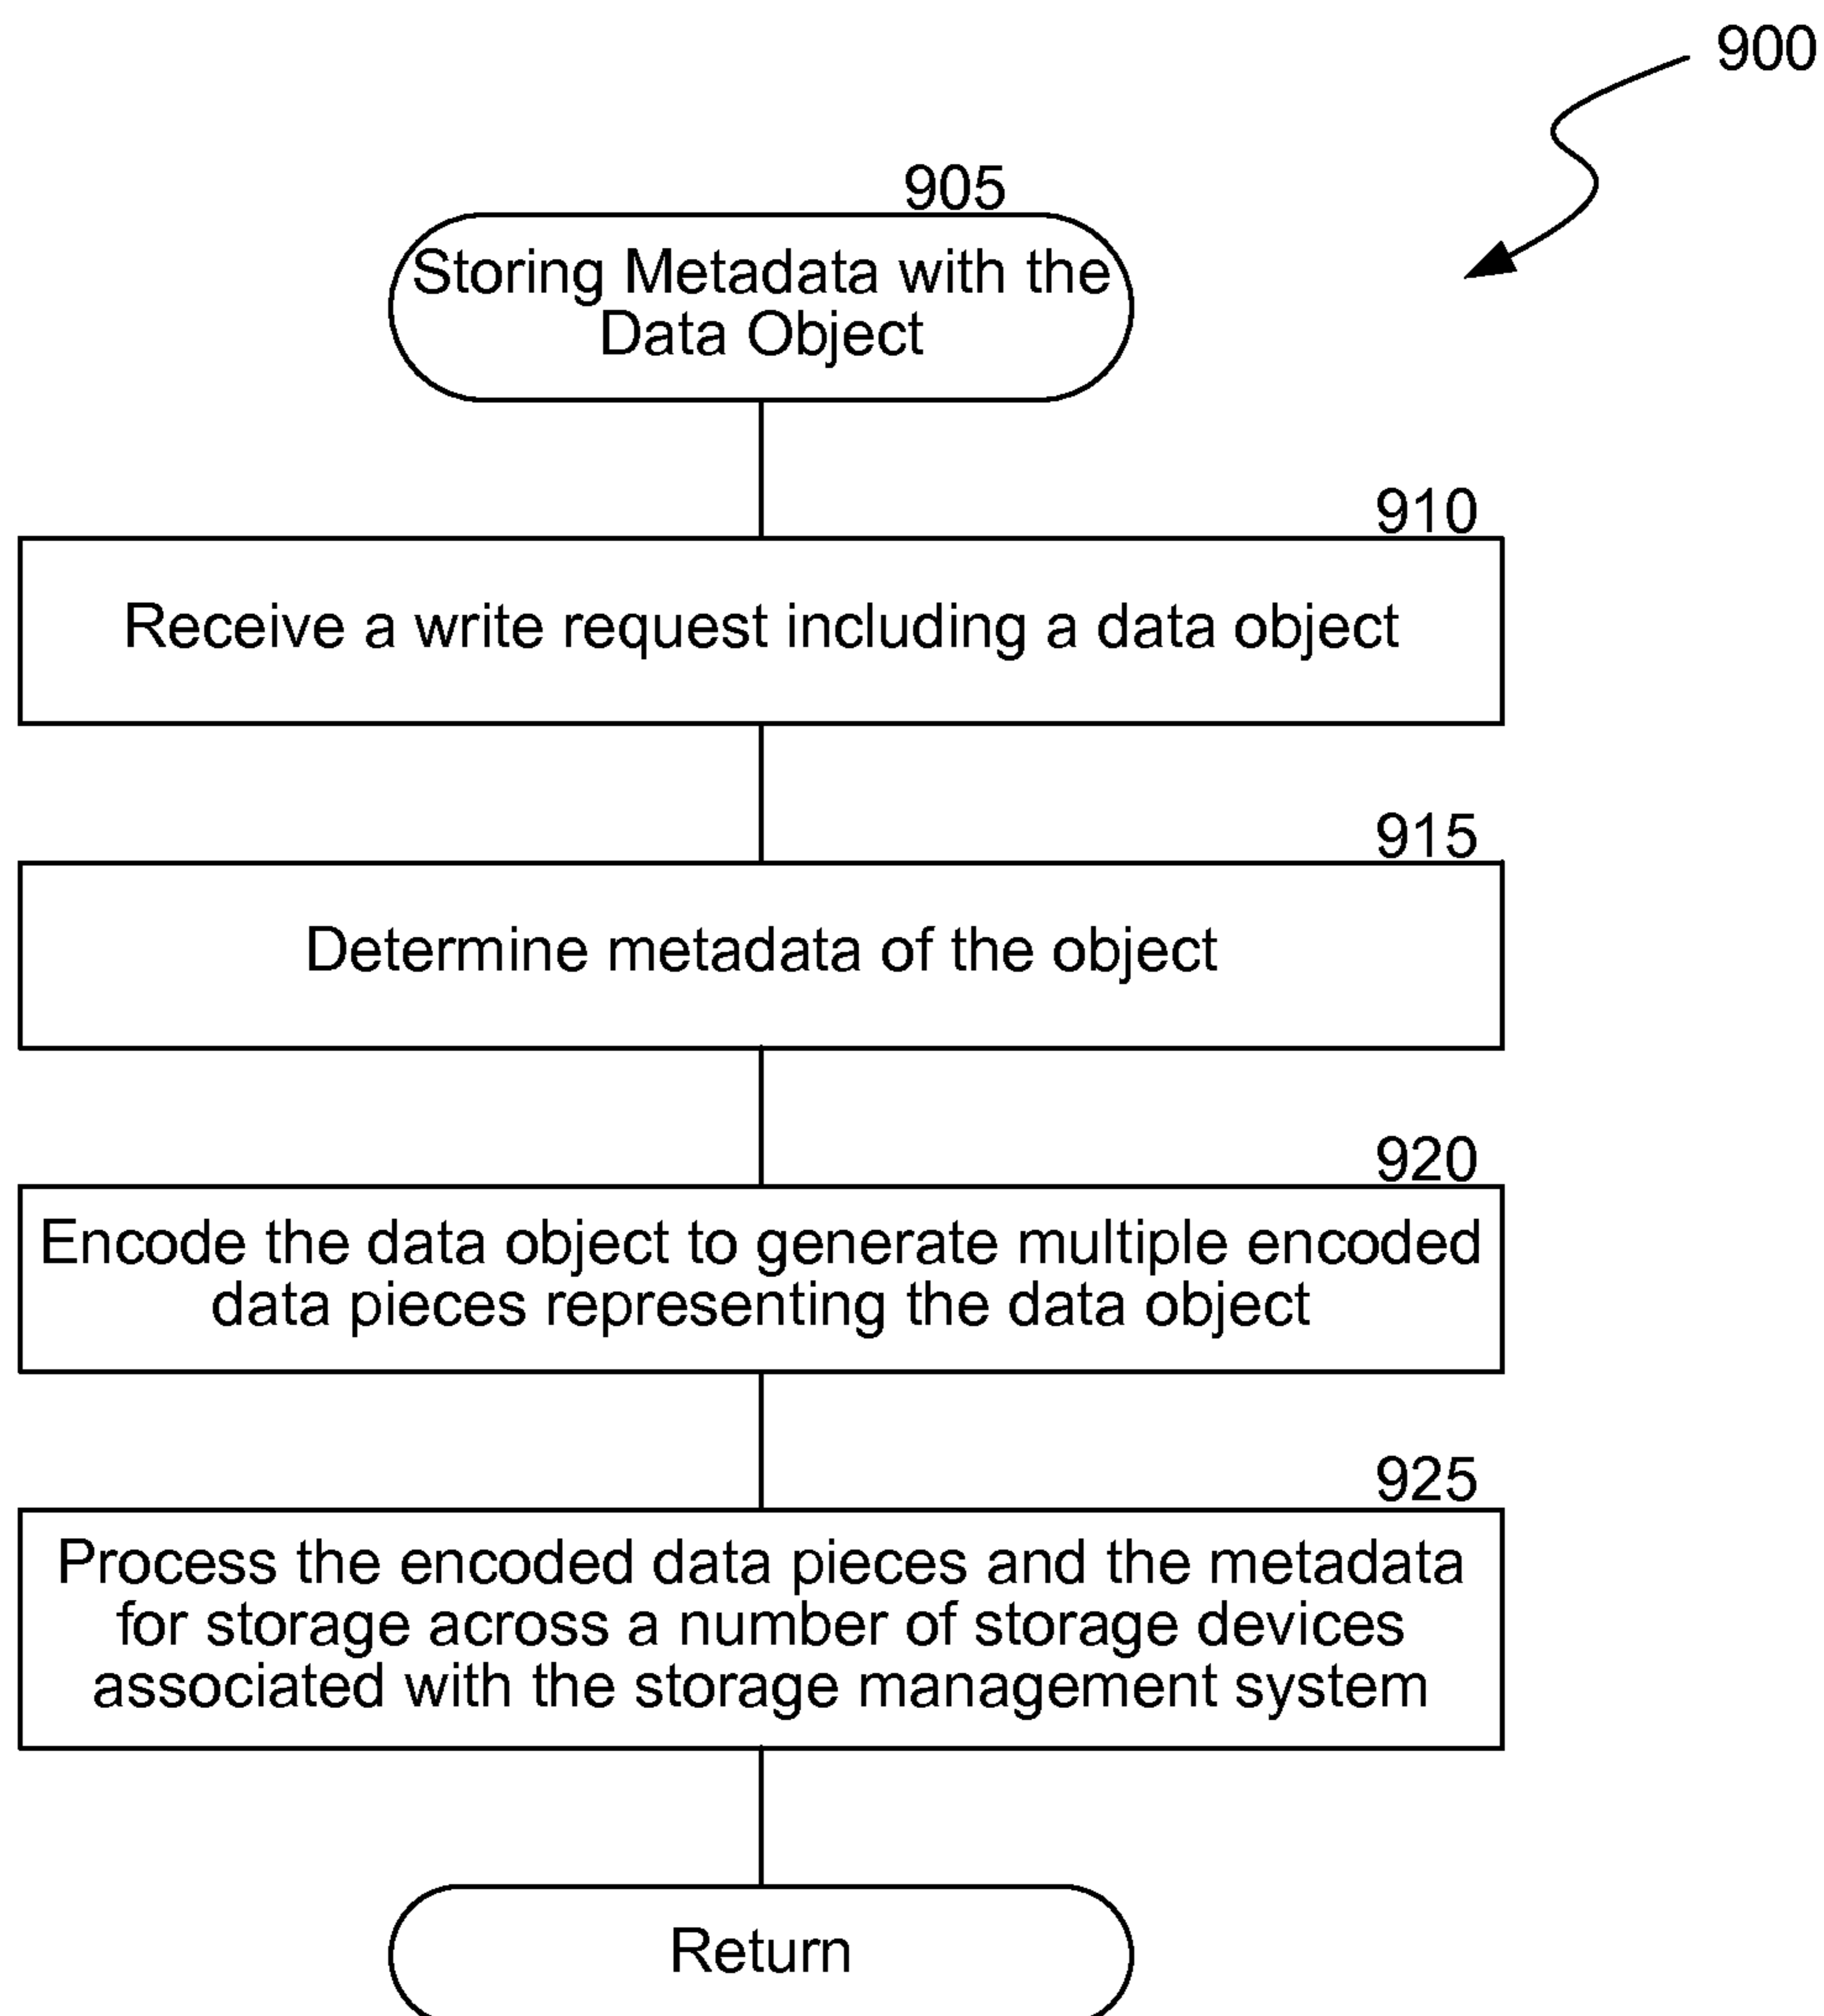 900
905
Storing Metadata with the
Data Object
910
Receive a write request including a data object
915
Determine metadata of the object
920
Encode the data object to generate multiple encoded
data pieces representing the data object
925
Process the encoded data pieces and the metadata
for storage across a number of storage devices
associated with the storage management system
Return